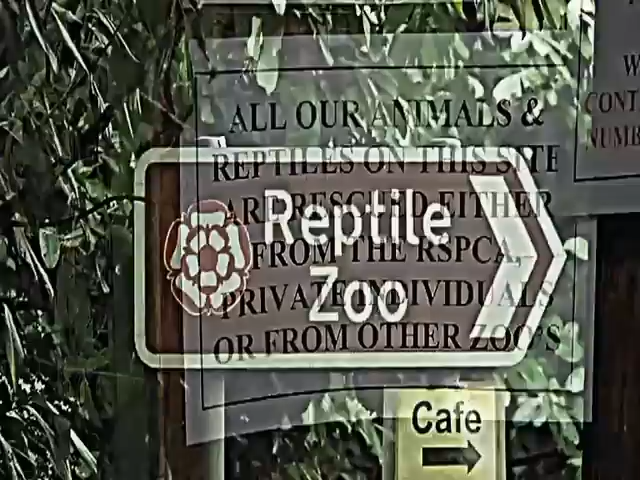 ALL OUR ANIMALS &
REPTILES ON THIS SITE
ARE RESCUED EITHER
FROM THE RSPCA,
PRIVATE INDIVIDUALS
OR FROM OTHER ZOO'S
Reptile
Zoo
Cafe